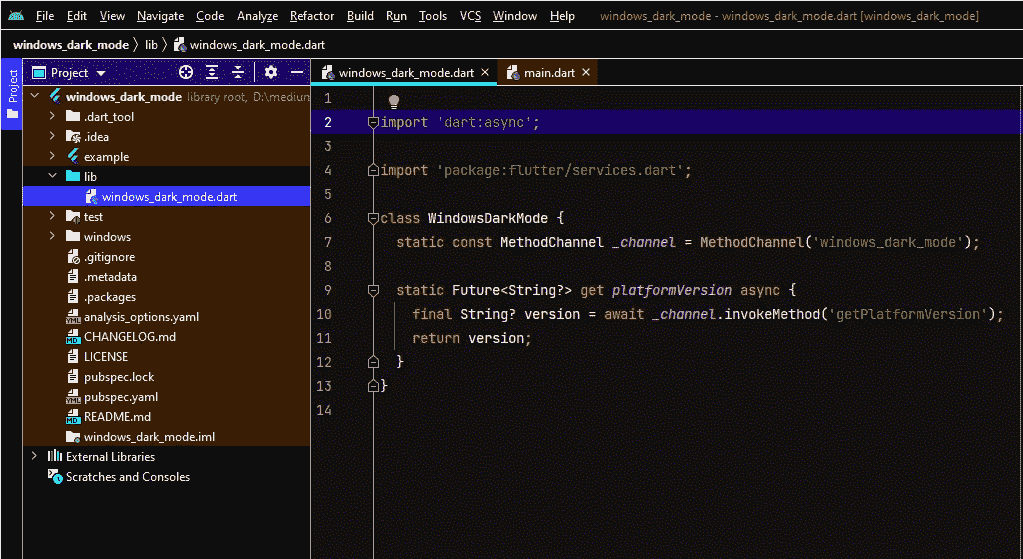 File Edit View Navigate Code Analyze Refactor Build Run Tools VCS Window Help windows_dark_mode - windows_dark_mode.dart [windows_dark_mode]
windows_dark_mode lib windows_dark_mode.dart
Project
Project
windows_dark_mode.dart main.dart
windows_dark_mode library root, D:\medium
.dart_tool
.idea
example
lib
windows_dark_mode.dart
test
windows
.gitignore
.metadata
.packages
analysis_options.yaml
CHANGELOG.md
LICENSE
pubspec.lock
pubspec.yaml
README.md
windows_dark_mode.iml
External Libraries
Scratches and Consoles
1
2 import 'dart:async';
3
4 import 'package:flutter/services.dart';
5
6 class WindowsDarkMode {
7 static const MethodChannel _channel = MethodChannel('windows_dark_mode');
8
9 static Future<String?> get platformVersion async {
10 final String? version = await _channel.invokeMethod('getPlatformVersion');
11 return version;
12 }
13 }
14